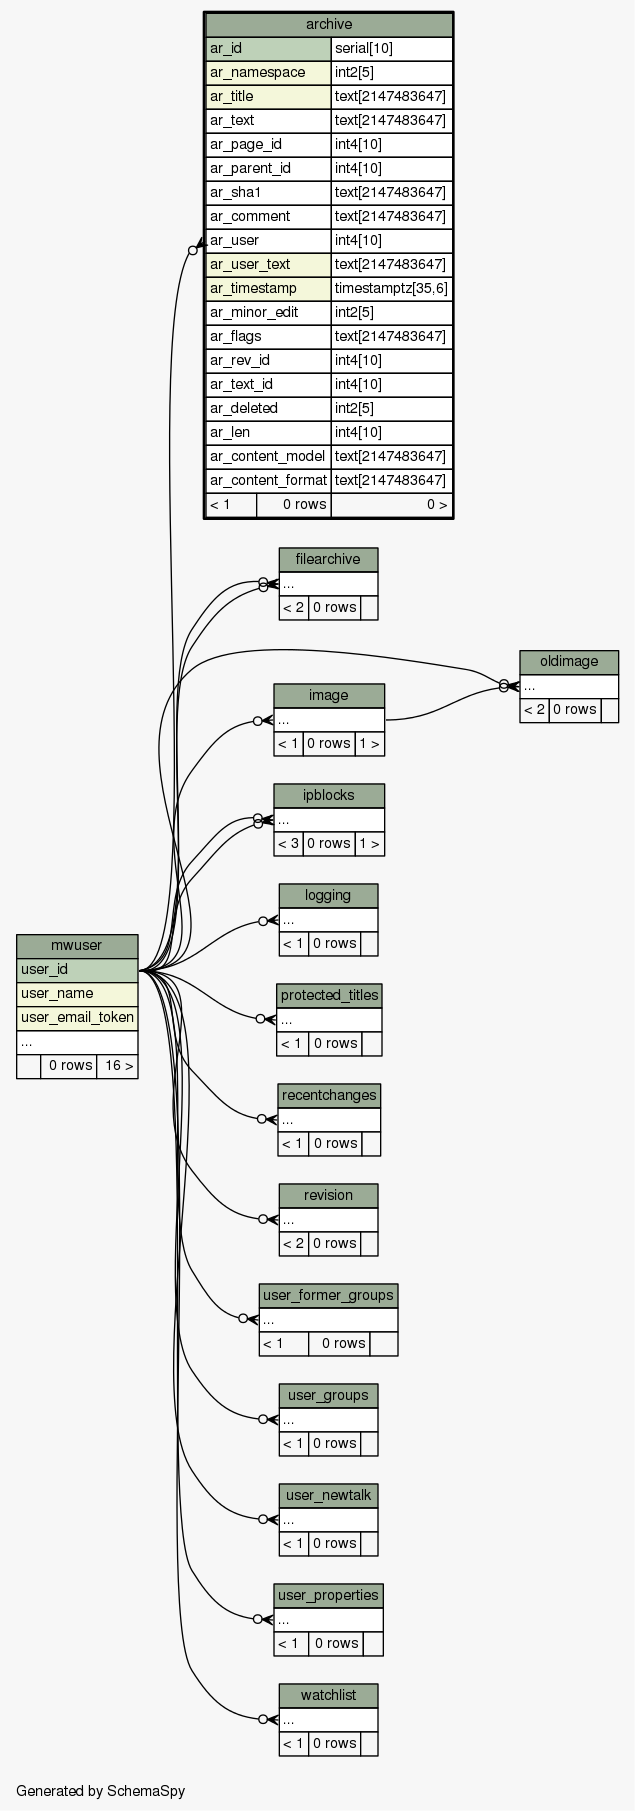 archive
ar_id serial[10]
ar_namespace int2[5]
ar_title text[2147483647]
ar_text text[2147483647]
ar_page_id int4[10]
ar_parent_id int4[10]
ar_sha1 text[2147483647]
ar_comment text[2147483647]
ar_user int4[10]
ar_user_text text[2147483647]
ar_timestamp timestamptz[35,6]
ar_minor_edit int2[5]
ar_flags text[2147483647]
ar_rev_id int4[10]
ar_text_id int4[10]
ar_deleted int2[5]
ar_len int4[10]
ar_content_model text[2147483647]
ar_content_format text[2147483647]
< 1 0 rows 0 >
filearchive
...
< 2 0 rows
oldimage
...
< 2 0 rows
image
...
< 1 0 rows 1 >
ipblocks
...
< 3 0 rows 1 >
logging
...
< 1 0 rows
mwuser
user_id
user_name
user_email_token
...
0 rows 16 >
protected_titles
...
< 1 0 rows
recentchanges
...
< 1 0 rows
revision
...
< 2 0 rows
user_former_groups
...
< 1 0 rows
user_groups
...
< 1 0 rows
user_newtalk
...
< 1 0 rows
user_properties
...
< 1 0 rows
watchlist
...
< 1 0 rows
Generated by SchemaSpy